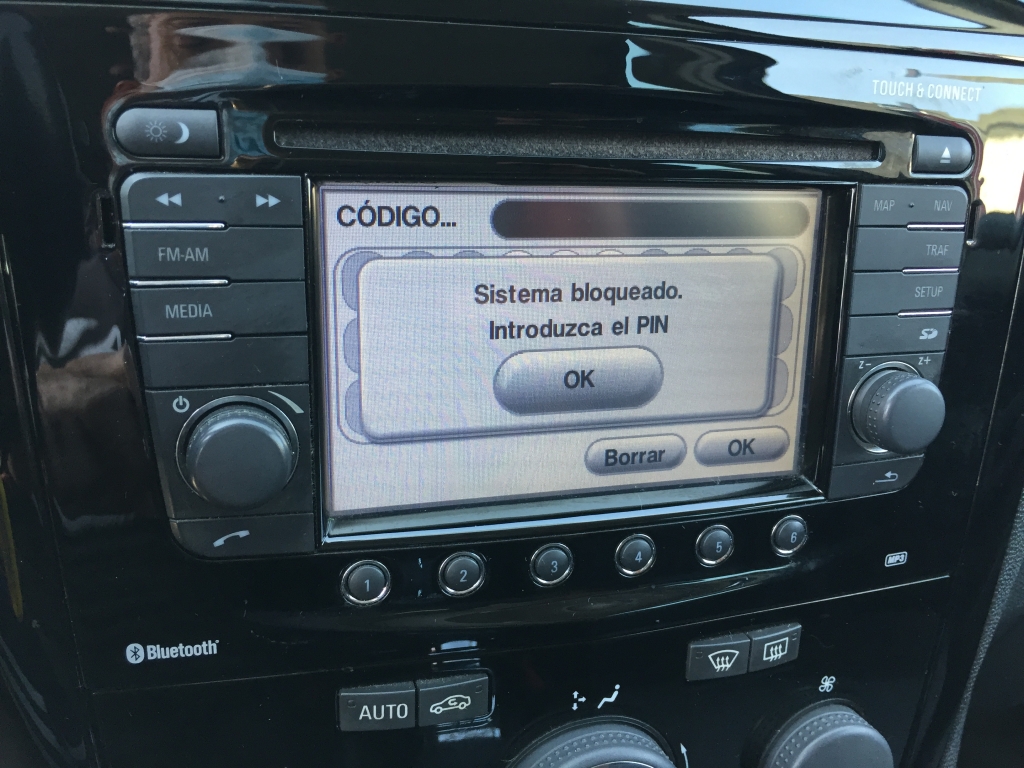 TOUCH & CONNECT
CÓDIGO...
MAP · NAV
FM-AM
TRAF
Sistema bloqueado.
Introduzca el PIN
SETUP
MEDIA
OK
Z- Z+
Borrar
OK
1
2
3
4
5
6
MP3
Bluetooth
AUTO